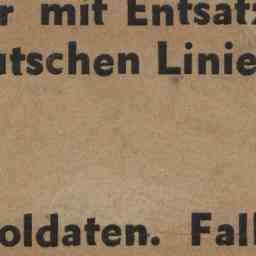 r mit Entsatz
utschen Linie
oldaten. Fall